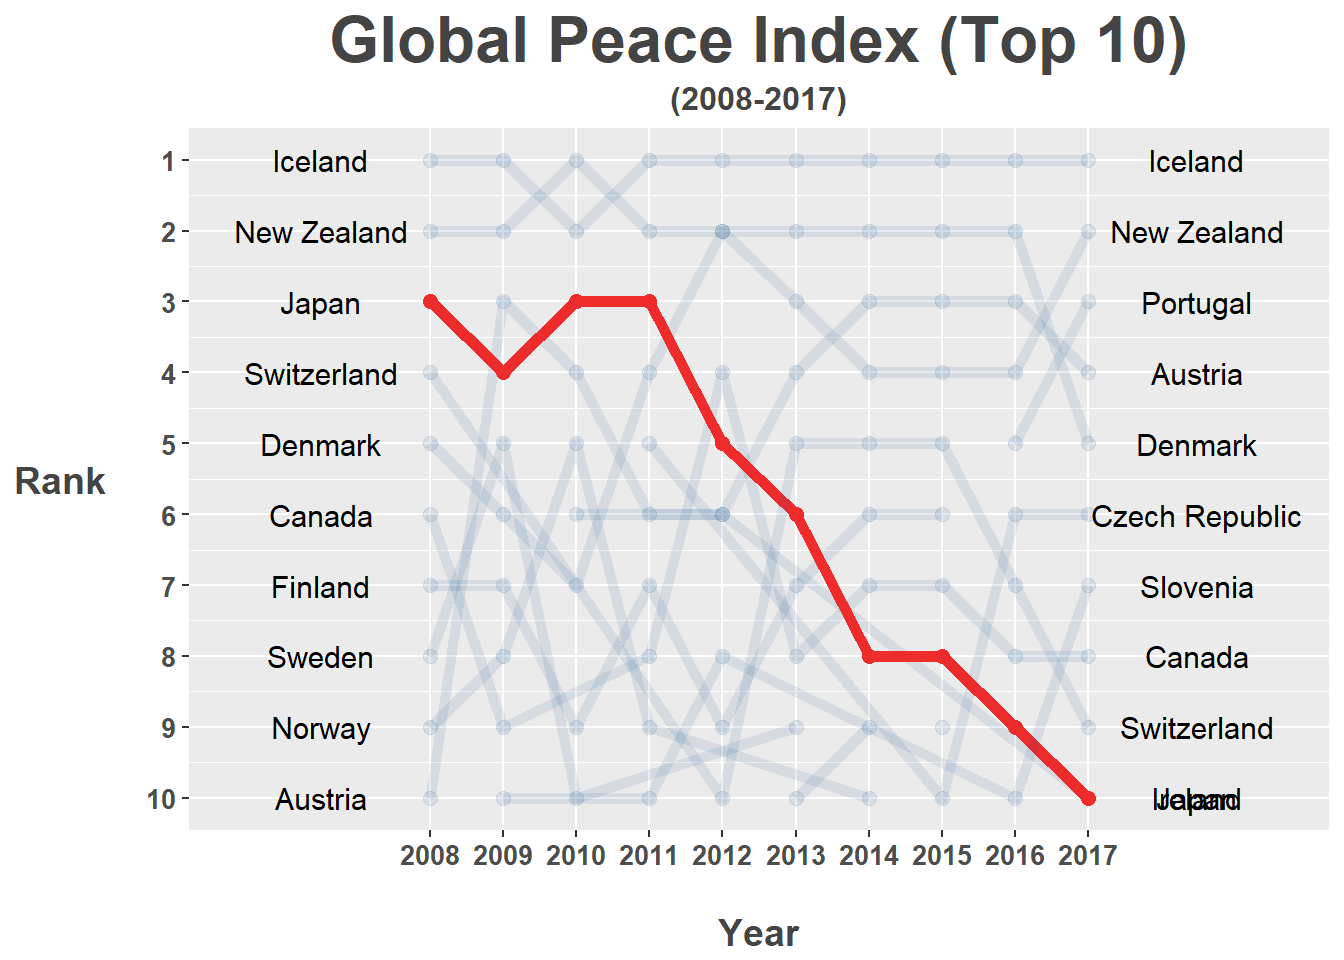 Global Peace Index (Top 10)
(2008-2017)
1 Iceland Iceland
2 New Zealand New Zealand
3 Japan Portugal
4 Switzerland Austria
5 Denmark Denmark
Rank
6 Canada Czech Republic
7 Finland Slovenia
8 Sweden Canada
9 Norway Switzerland
10 Austria Ireland Japan
2008 2009 2010 2011 2012 2013 2014 2015 2016 2017
Year